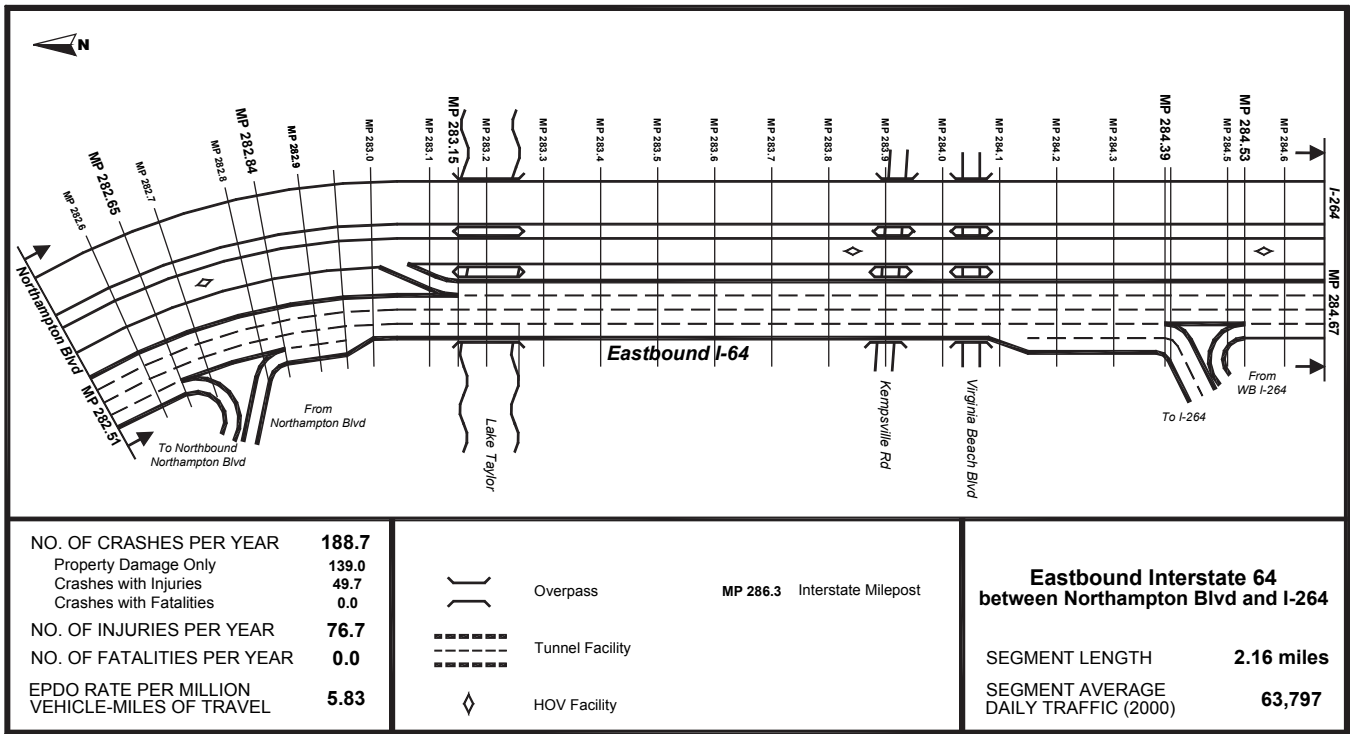 N
MP 282.6
MP 282.65
MP 282.7
MP 282.8
MP 282.84
MP 282.9
MP 283.0
MP 283.1
MP 283.15
MP 283.2
MP 283.3
MP 283.4
MP 283.5
MP 283.6
MP 283.7
MP 283.8
MP 283.9
MP 284.0
MP 284.1
MP 284.2
MP 284.3
MP 284.39
MP 284.5
MP 284.53
MP 284.6
I-264
MP 284.67
Northampton Blvd
MP 282.51
To Northbound
Northampton Blvd
From
Northampton Blvd
Lake Taylor
Eastbound I-64
Kempsville Rd
Virginia Beach Blvd
To I-264
From
WB I-264
NO. OF CRASHES PER YEAR 188.7
Property Damage Only 139.0
Crashes with Injuries 49.7
Crashes with Fatalities 0.0
NO. OF INJURIES PER YEAR 76.7
NO. OF FATALITIES PER YEAR 0.0
EPDO RATE PER MILLION
VEHICLE-MILES OF TRAVEL 5.83
Overpass
MP 286.3 Interstate Milepost
Tunnel Facility
HOV Facility
Eastbound Interstate 64
between Northampton Blvd and I-264
SEGMENT LENGTH 2.16 miles
SEGMENT AVERAGE
DAILY TRAFFIC (2000) 63,797